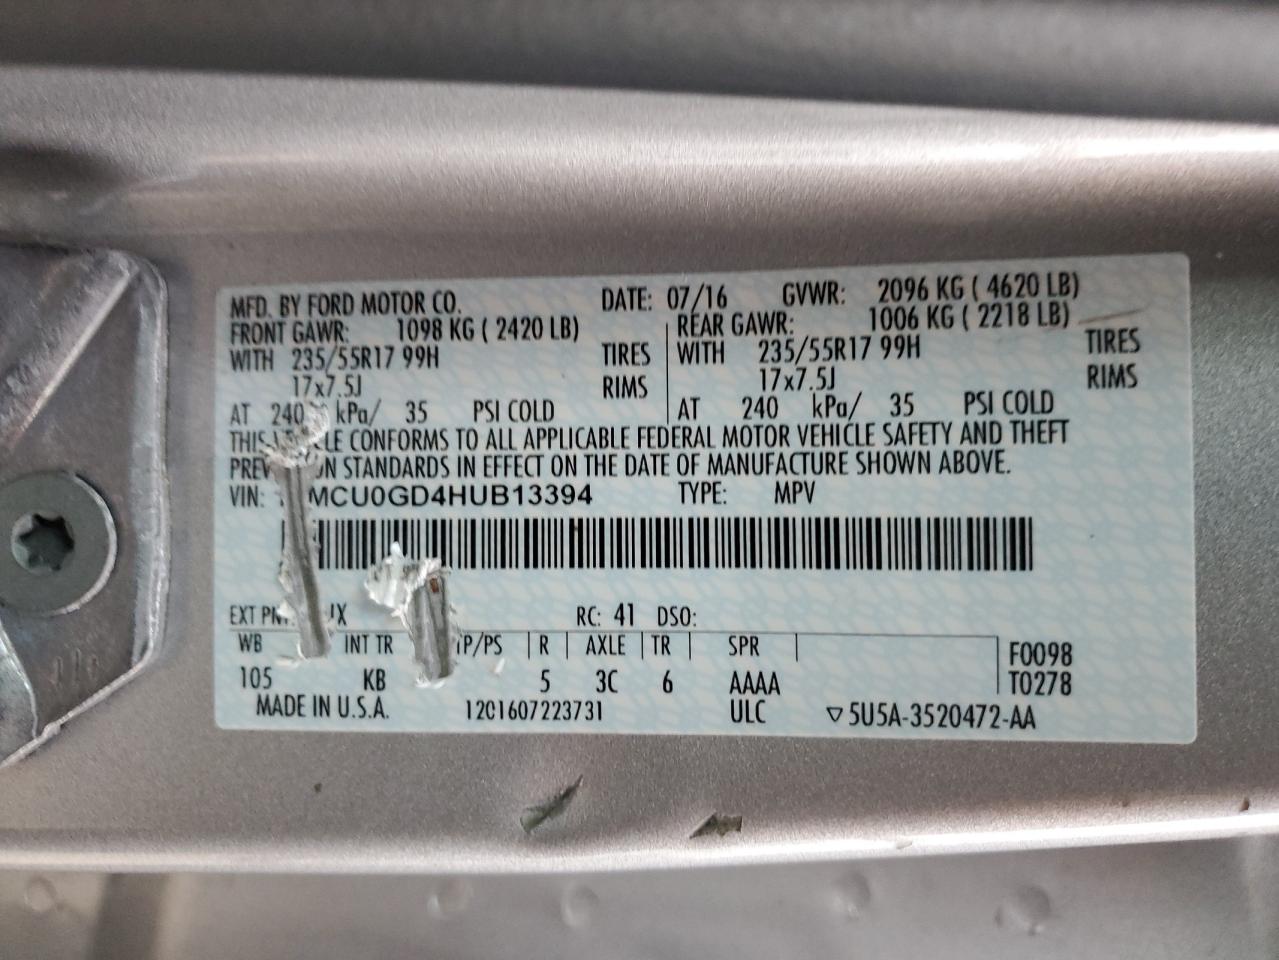 MFD. BY FORD MOTOR CO. DATE: 07/16 GVWR: 2096 KG ( 4620 LB)
FRONT GAWR: 1098 KG ( 2420 LB) REAR GAWR: 1006 KG ( 2218 LB)
WITH 235/55R17 99H TIRES WITH 235/55R17 99H TIRES
17x7.5J RIMS 17x7.5J RIMS
AT 240 kPa/ 35 PSI COLD AT 240 kPa/ 35 PSI COLD
CONFORMS TO ALL APPLICABLE FEDERAL MOTOR VEHICLE SAFETY AND THEFT
STANDARDS IN EFFECT ON THE DATE OF MANUFACTURE SHOWN ABOVE.
VIN: MCU0GD4HUB13394 TYPE: MPV
EXT RC: 41 DSO:
WB INT TR /PS R AXLE TR SPR F0098
105 KB 5 3C 6 AAAA T0278
MADE IN U.S.A. 1201607223731 ULC ▽5U5A-3520472-AA